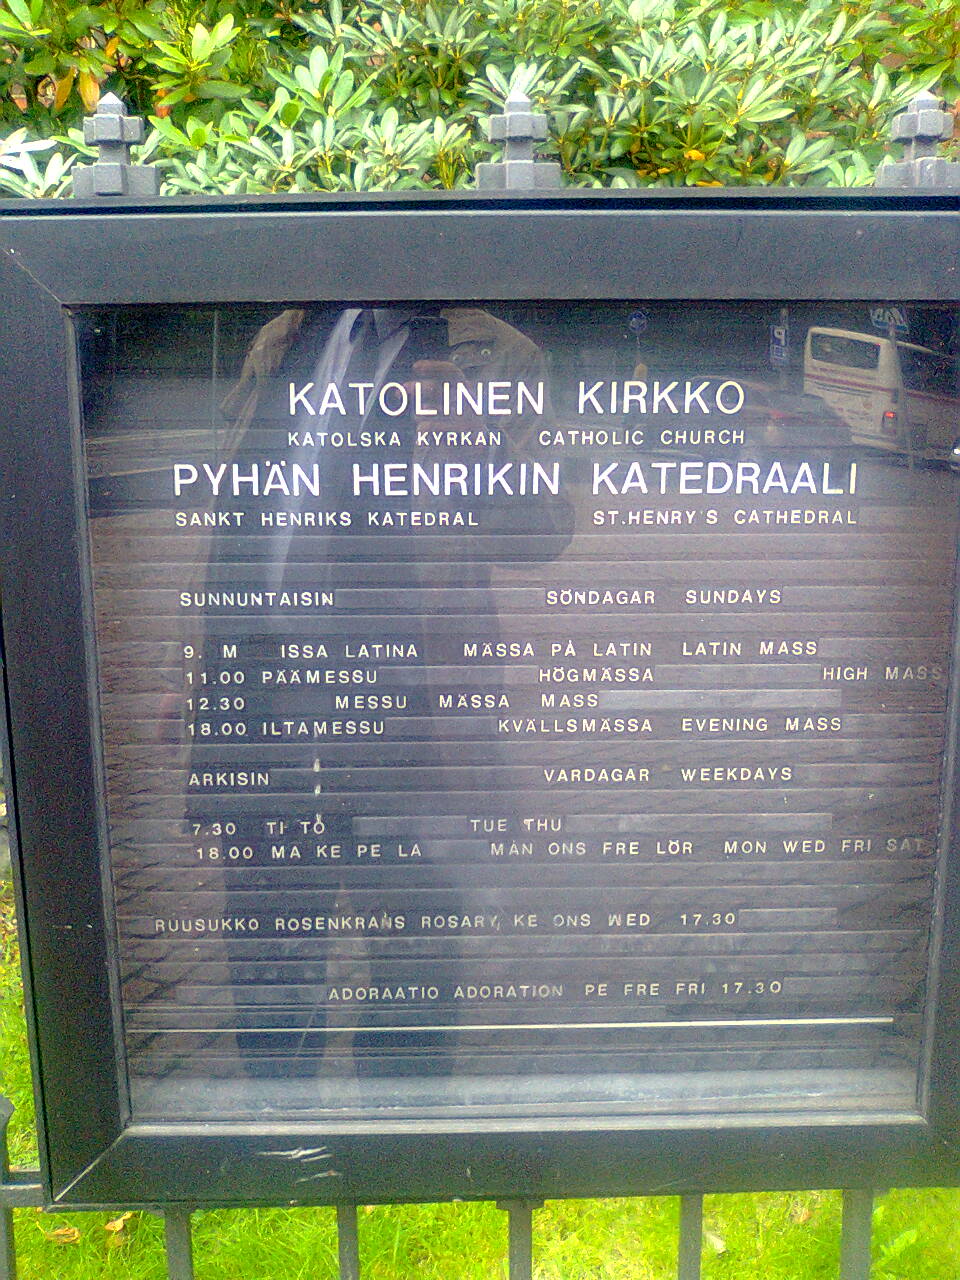 KATOLINEN KIRKKO
KATOLSKA KYRKAN CATHOLIC CHURCH
PYHÄN HENRIKIN KATEDRAALI
SANKT HENRIKS KATEDRAL ST.HENRY'S CATHEDRAL
SUNNUNTAISIN SÖNDAGAR SUNDAYS
9. M ISSA LATINA MÄSSA PÅ LATIN LATIN MASS
11.00 PÄÄMESSU HÖGMÄSSA HIGH MASS
12.30 MESSU MÄSSA MASS
18.00 ILTAMESSU KVÄLLSMÄSSA EVENING MASS
ARKISIN VARDAGAR WEEKDAYS
7.30 TI TO TUE THU
18.00 MA KE PE LA MÅN ONS FRE LÖR MON WED FRI SAT
RUUSUKKO ROSENKRANS ROSARY, KE ONS WED 17.30
ADORAATIO ADORATION PE FRE FRI 17.30